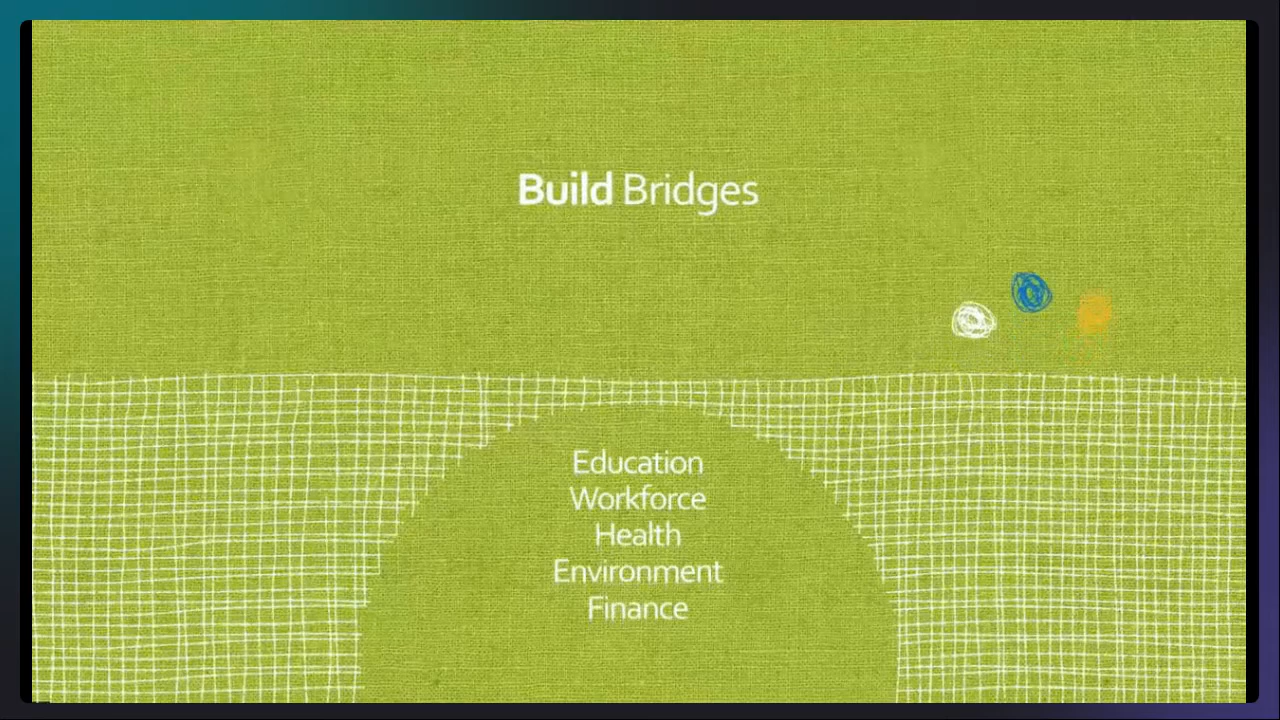 Build Bridges
Education
Workforce
Health
Environment
Finance